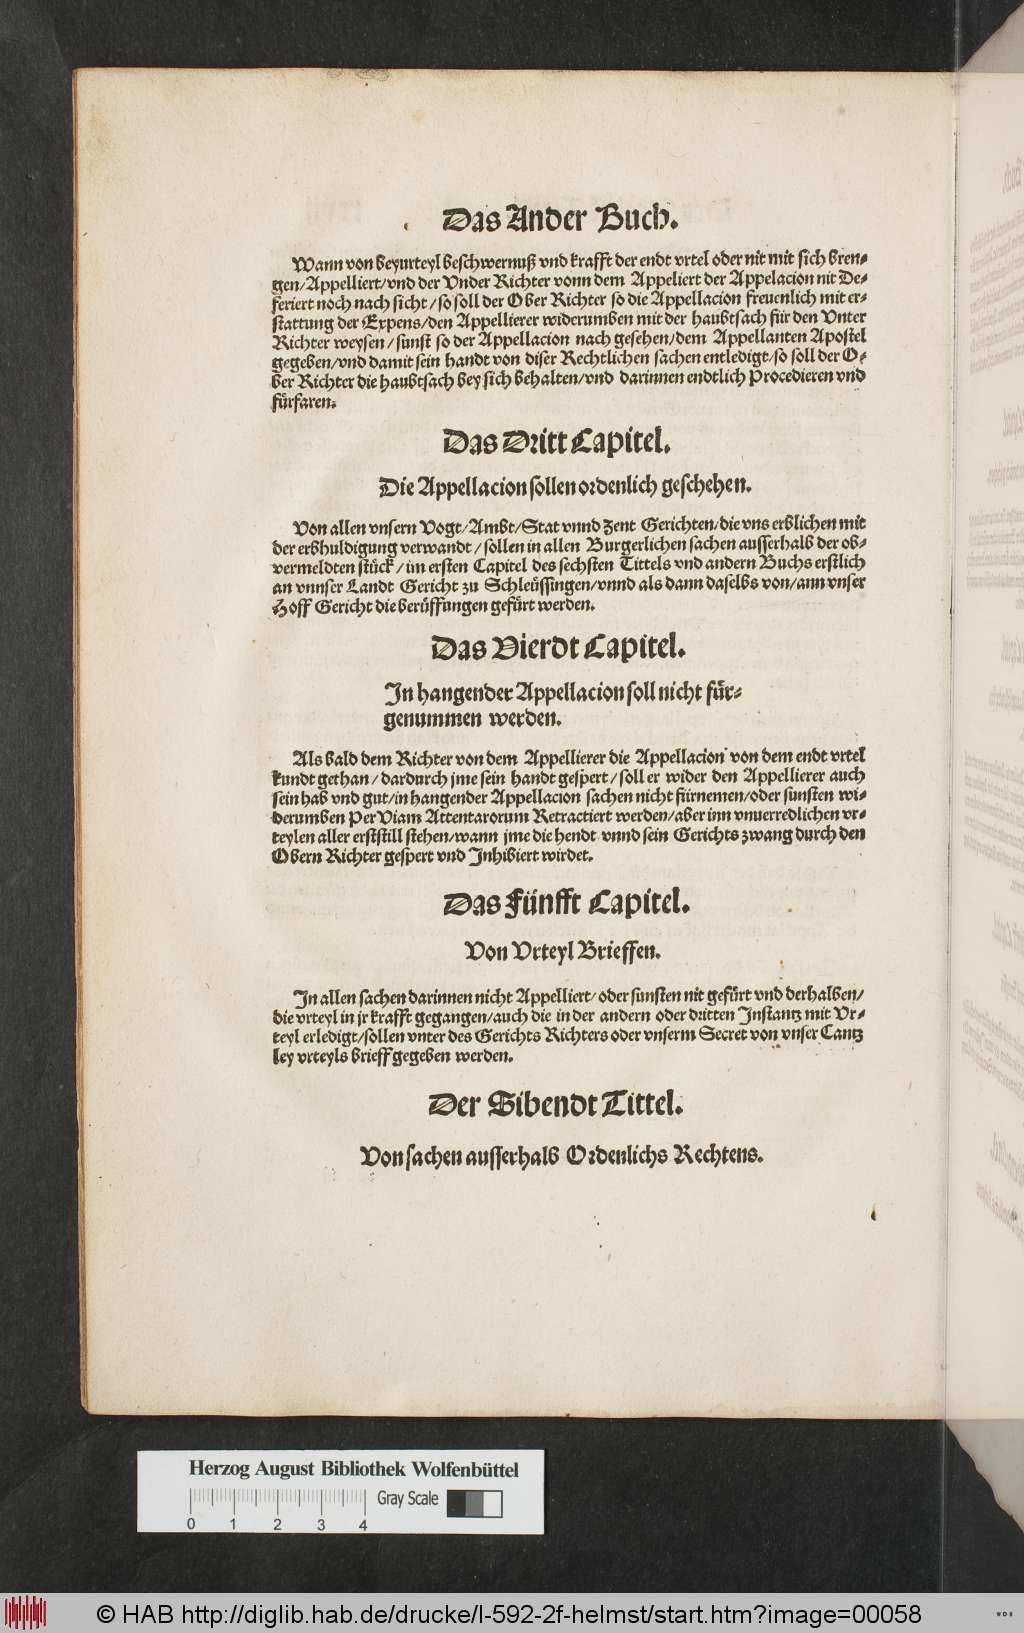 Das Ander Buch.
Wann von beyurteyl beschwernuß vnd krafft der endt vrtel oder nit mit sich bren-
gen/Appelliert/vnd der Vnder Richter vonn dem Appeliert der Appelacion nit De-
feriert noch nach sicht/so soll der Ober Richter so die Appellacion freuenlich mit er-
stattung der Expens/den Appellierer widerumben mit der haubtsach für den Vnter
Richter weysen/sunst so der Appellacion nach gesehen/dem Appellanten Apostel
gegeben/vnd damit sein handt von diser Rechtlichen sachen entledigt/so soll der O-
ber Richter die haubtsach bey sich behalten/vnd darinnen endtlich Procedieren vnd
fürfaren.
Das Dritt Capitel.
Die Appellacion sollen ordenlich geschehen.
Von allen vnsern Vogt/Ambt/Stat vnnd Zent Gerichten/die vns erblichen mit
der erbhuldigung verwandt/sollen in allen Burgerlichen sachen ausserhalb der ob-
vermeldten stück/im ersten Capitel des sechsten Tittels vnd andern Buchs erstlich
an vnnser Landt Gericht zu Schleüssingen/vnnd als dann daselbs von/ann vnser
Hoff Gericht die berüffungen gefürt werden.
Das Vierdt Capitel.
In hangender Appellacion soll nicht für-
genummen werden.
Als bald dem Richter von dem Appellierer die Appellacion von dem endt vrtel
kundt gethan/dardurch jme sein handt gespert/soll er wider den Appellierer auch
sein hab vnd gut/in hangender Appellacion sachen nicht fürnemen/oder sunsten wi-
derumben Per Viam Attentatorum Retractiert werden/aber inn vnuerredlichen vr-
teylen aller erst still stehen/wann jme die hendt vnnd sein Gerichts zwang durch den
Obern Richter gespert vnd Inhibiert wirdet.
Das Fünfft Capitel.
Von Vrteyl Brieffen.
In allen sachen darinnen nicht Appelliert/oder sunsten nit gefürt vnd derhalben/
die vrteyl in jr krafft gegangen/auch die in der andern oder dritten Instantz mit Vr-
teyl erledigt/sollen vnter des Gerichts Richters oder vnserm Secret von vnser Cantz
ley vrteyls brieff gegeben werden.
Der Sibendt Tittel.
Von sachen ausserhalb Ordenlichs Rechtens.
Herzog August Bibliothek Wolfenbüttel
Gray Scale
0 1 2 3 4
© HAB http://diglib.hab.de/drucke/l-592-2f-helmst/start.htm?image=00058